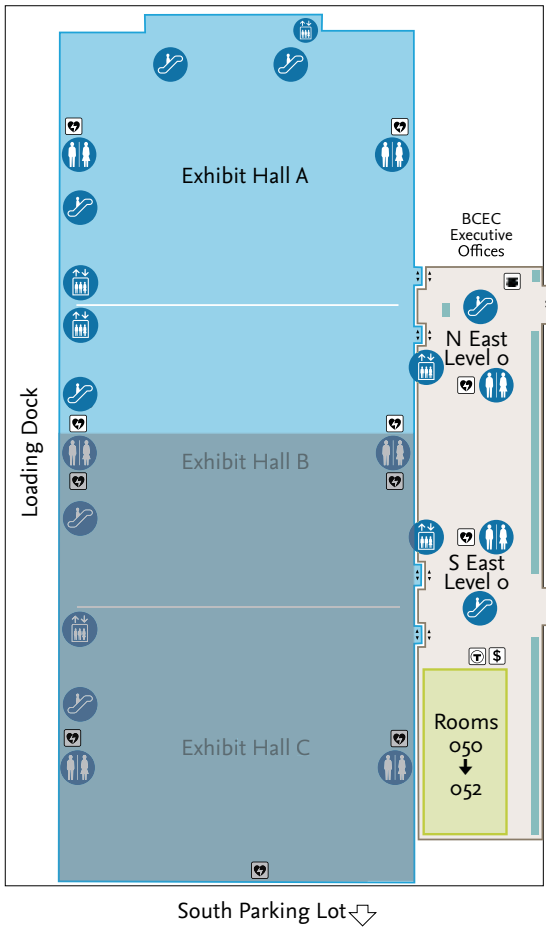 Exhibit Hall A
BCEC
Executive
Offices
N East
Level 0
Loading Dock
Exhibit Hall B
S East
Level 0
T $
Rooms
050
052
Exhibit Hall C
South Parking Lot